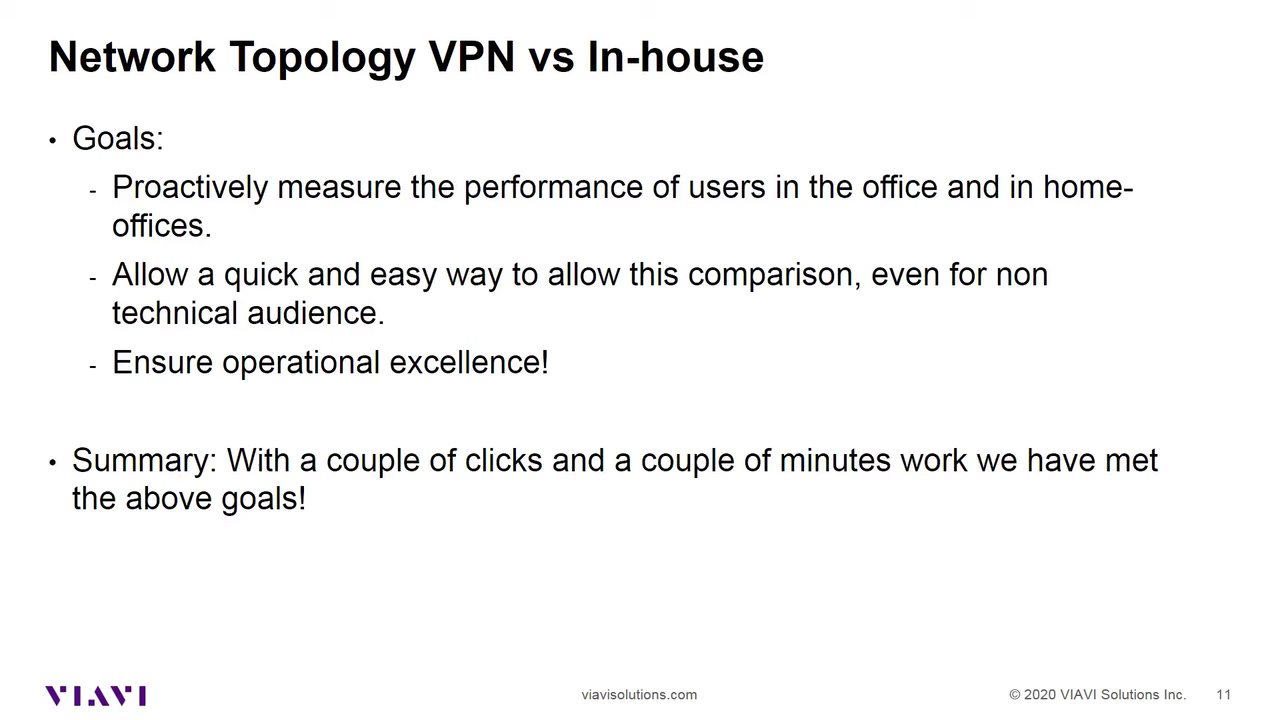 Network Topology VPN vs In-house
• Goals:
- Proactively measure the performance of users in the office and in home-
offices.
- Allow a quick and easy way to allow this comparison, even for non
technical audience.
- Ensure operational excellence!
• Summary: With a couple of clicks and a couple of minutes work we have met
the above goals!
VIAVI
viavisolutions.com
© 2020 VIAVI Solutions Inc.
11